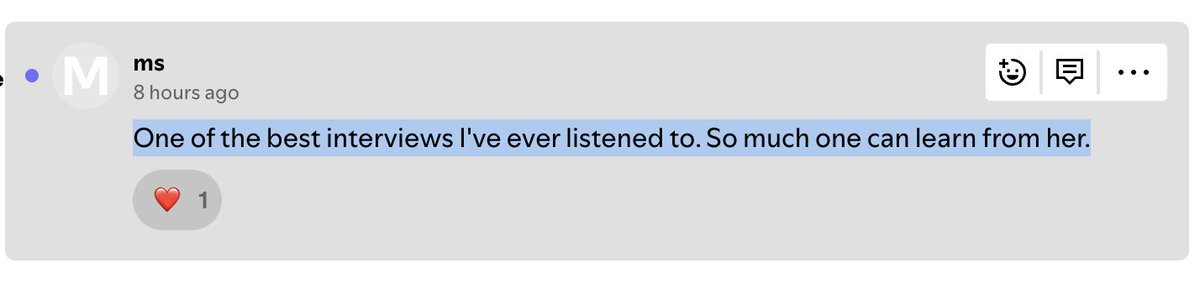 M
ms
8 hours ago
One of the best interviews I've ever listened to. So much one can learn from her.
❤️ 1